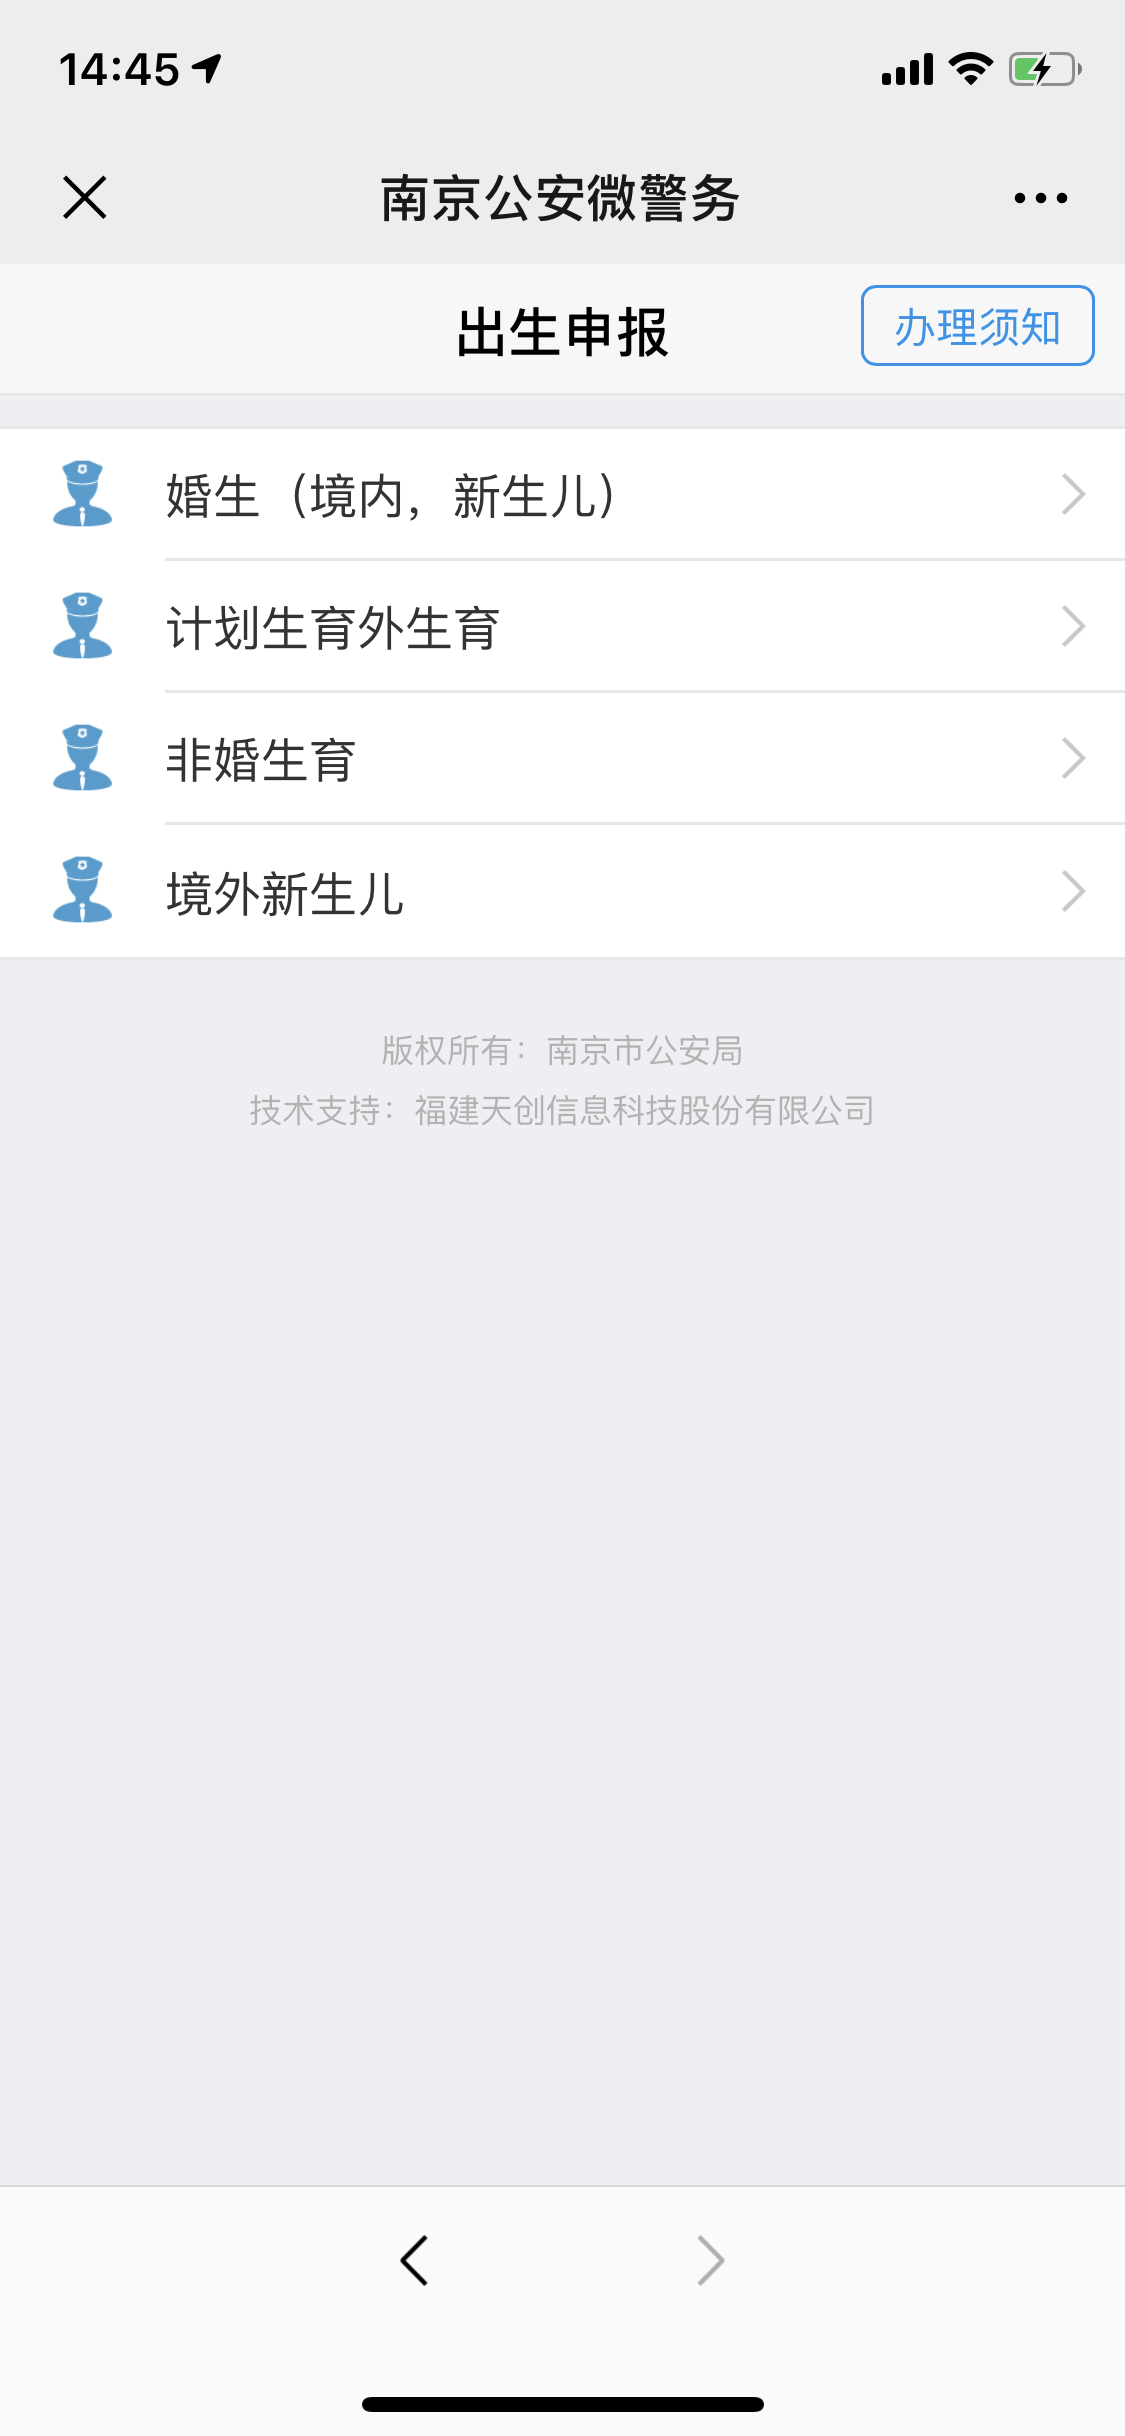 14:45
南京公安微警务
出生申报
办理须知
婚生（境内，新生儿）
计划生育外生育
非婚生育
境外新生儿
版权所有：南京市公安局
技术支持：福建天创信息科技股份有限公司